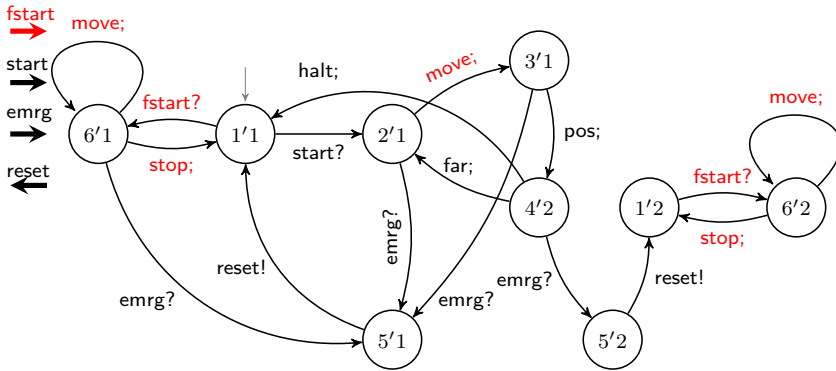 fstart
start
emrg
reset
move;
6′1
fstart?
stop;
1′1
halt;
start?
2′1
move;
3′1
pos;
far;
4′2
emrg?
emrg?
reset!
emrg?
emrg?
5′1
5′2
reset!
1′2
fstart?
stop;
move;
6′2